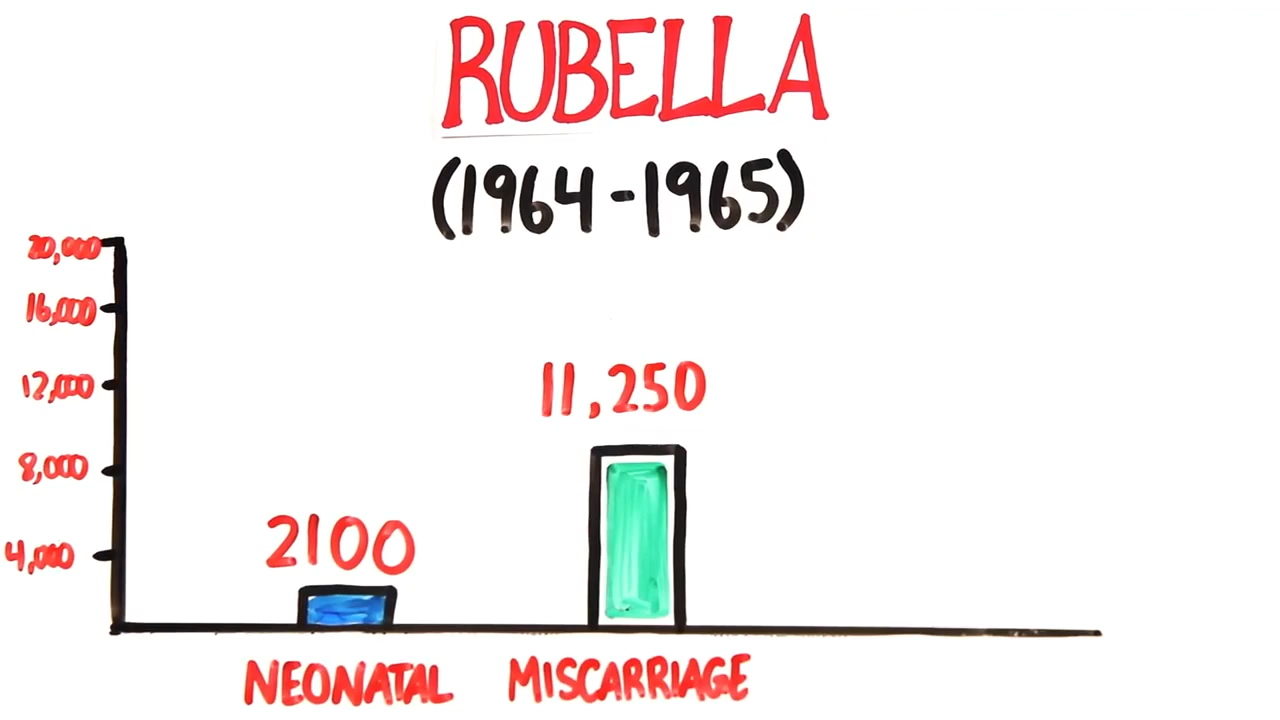 RUBELLA
(1964-1965)
20,000
16,000
12,000
8,000
4,000
11,250
2100
NEONATAL
MISCARRIAGE